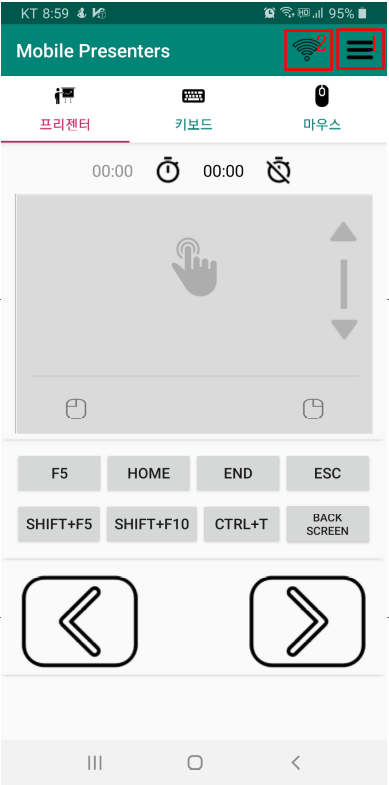 KT 8:59 95%
Mobile Presenters 2 1
프리젠터 키보드 마우스
00:00 00:00
F5 HOME END ESC
SHIFT+F5 SHIFT+F10 CTRL+T BACK SCREEN